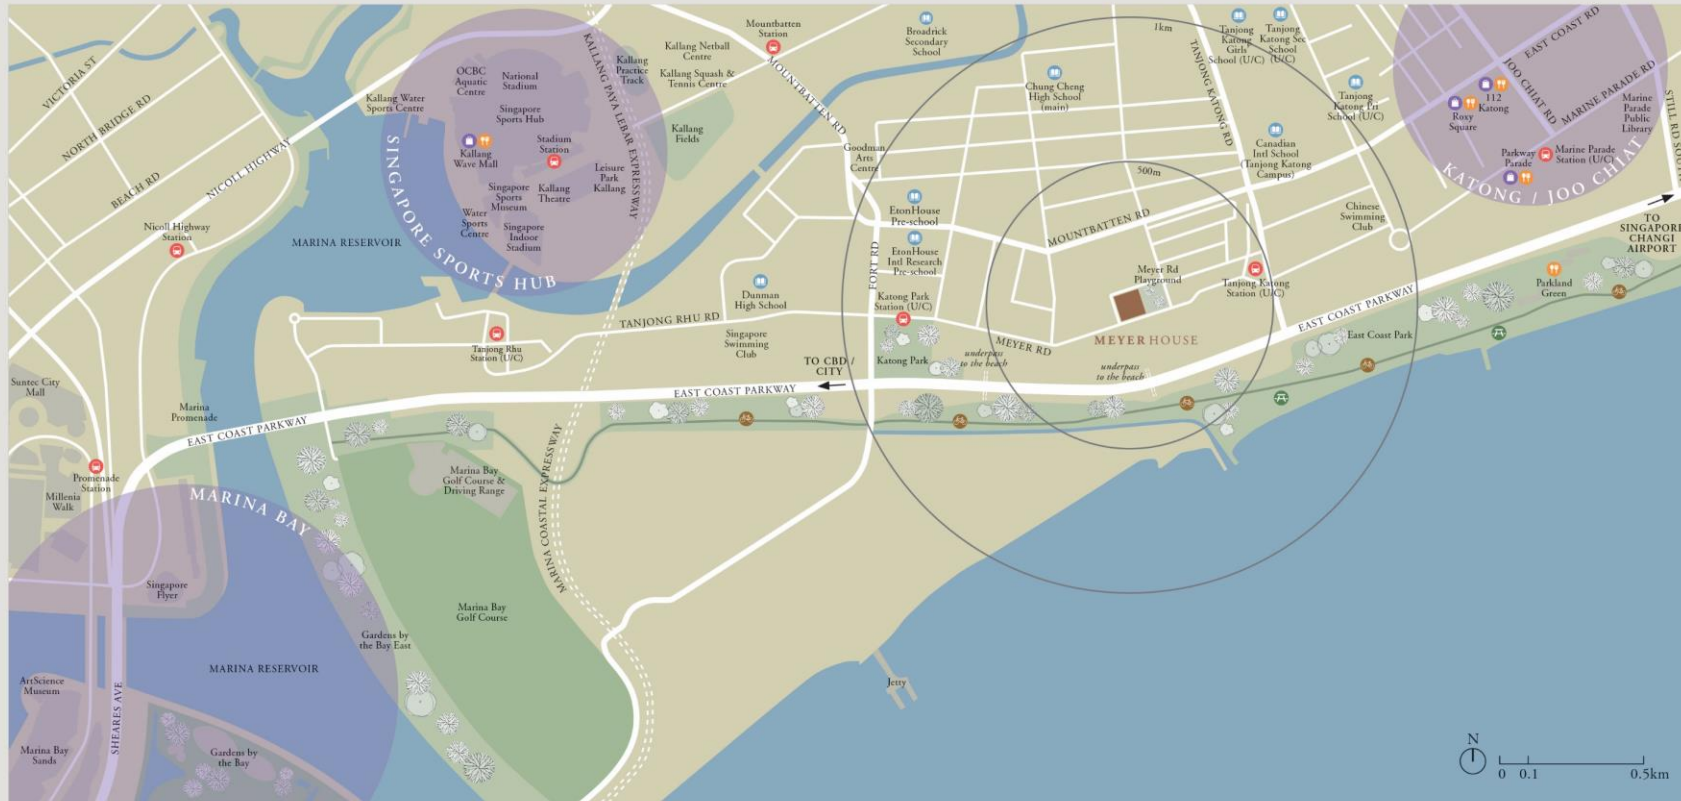 VICTORIA ST
NORTH BRIDGE RD
BEACH RD
NICOLL HIGHWAY
Nicoll Highway
Station
Kallang Water
Sports Centre
MARINA RESERVOIR
SINGAPORE SPORTS HUB
OCBC
Aquatic
Centre
National
Stadium
Singapore
Sports Hub
Stadium
Station
Kallang
Wave Mall
Leisure
Park
Kallang
Singapore
Sports
Museum
Kallang
Theatre
Water
Sports
Centre
Singapore
Indoor
Stadium
KALLANG PAYA LEBAR EXPRESSWAY
Kallang
Practice
Track
Kallang Netball
Centre
Kallang Squash &
Tennis Centre
Kallang
Fields
Mountbatten
Station
MOUNTBATTEN RD
Broadrick
Secondary
School
Goodman
Arts
Centre
Chung Cheng
High School
(main)
1km
TANJONG KATONG RD
Tanjong
Katong
Girls
School (U/C)
Tanjong
Katong Sec
School
(U/C)
Tanjong
Katong Pri
School (U/C)
Canadian
Intl School
(Tanjong Katong
Campus)
500m
EtonHouse
Pre-school
EtonHouse
Intl Research
Pre-school
FORT RD
MOUNTBATTEN RD
Chinese
Swimming
Club
EAST COAST RD
JOO CHIAT RD
MARINE PARADE RD
112
Katong
Roxy
Square
Marine
Parade
Public
Library
Parkway
Parade
Marine Parade
Station (U/C)
KATONG / JOO CHIAT
STILL RD SOUTH
TO
SINGAPORE
CHANGI
AIRPORT
Parkland
Green
Meyer Rd
Playground
Tanjong Katong
Station (U/C)
MEYER HOUSE
MEYER RD
Katong Park
Station (U/C)
Katong Park
Dunman
High School
TANJONG RHU RD
Singapore
Swimming
Club
Tanjong Rhu
Station (U/C)
TO CBD /
CITY
underpass
to the beach
underpass
to the beach
EAST COAST PARKWAY
East Coast Park
EAST COAST PARKWAY
EAST COAST PARKWAY
Suntec City
Mall
Marina
Promenade
Promenade
Station
Millenia
Walk
MARINA BAY
Marina Bay
Golf Course &
Driving Range
MARINA COASTAL EXPRESSWAY
Singapore
Flyer
Marina Bay
Golf Course
Gardens by
the Bay East
MARINA RESERVOIR
ArtScience
Museum
SHEARES AVE
Marina Bay
Sands
Gardens by
the Bay
Jetty
N
0 0.1 0.5km